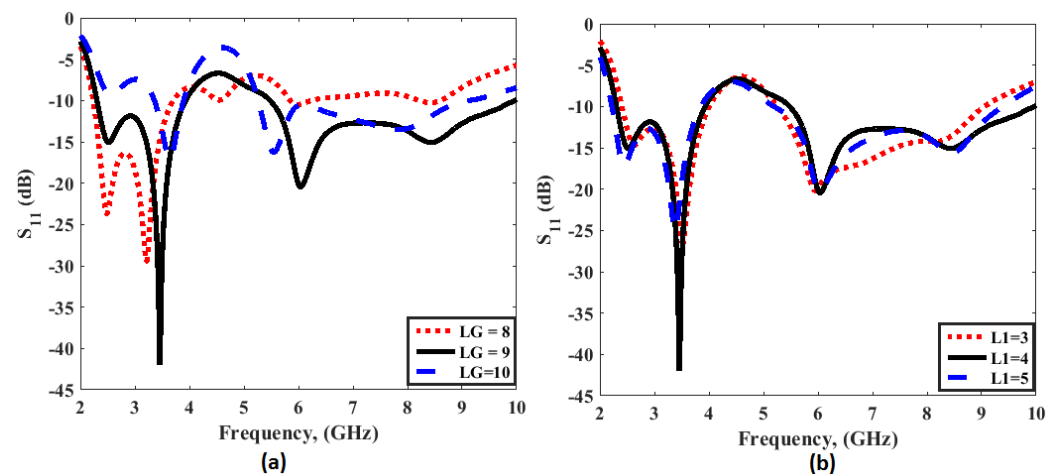 0
-5
-10
-15
-20
-25
-30
-35
-40
-45
S11 (dB)
2 3 4 5 6 7 8 9 10
Frequency, (GHz)
LG = 8
LG = 9
LG=10
(a)
0
-5
-10
-15
-20
-25
-30
-35
-40
-45
S11 (dB)
2 3 4 5 6 7 8 9 10
Frequency, (GHz)
L1=3
L1=4
L1=5
(b)